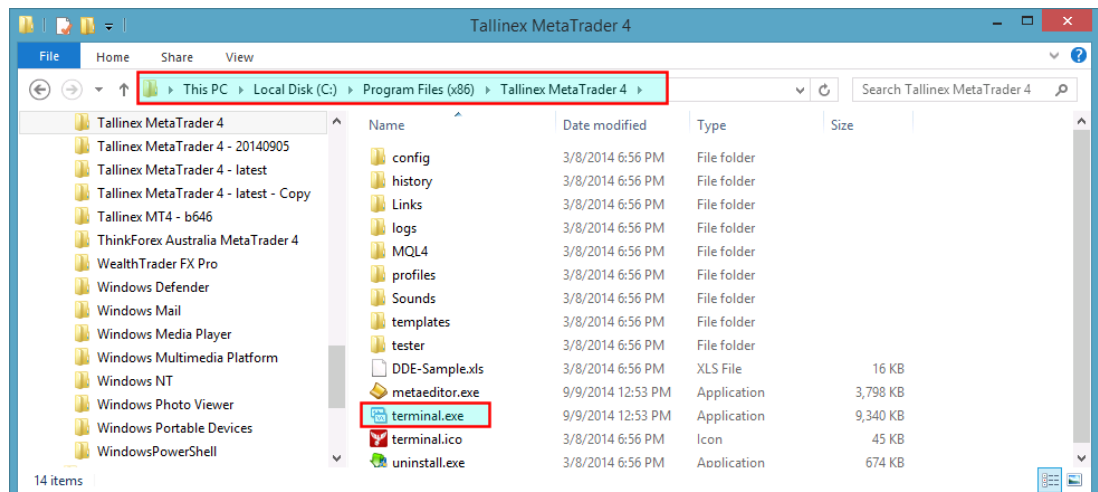 Tallinex MetaTrader 4
File Home Share View
This PC Local Disk (C:) Program Files (x86) Tallinex MetaTrader 4
Search Tallinex MetaTrader 4
Tallinex MetaTrader 4
Tallinex MetaTrader 4 - 20140905
Tallinex MetaTrader 4 - latest
Tallinex MetaTrader 4 - latest - Copy
Tallinex MT4 - b646
ThinkForex Australia MetaTrader 4
WealthTrader FX Pro
Windows Defender
Windows Mail
Windows Media Player
Windows Multimedia Platform
Windows NT
Windows Photo Viewer
Windows Portable Devices
WindowsPowerShell
Name Date modified Type Size
config 3/8/2014 6:56 PM File folder
history 3/8/2014 6:56 PM File folder
Links 3/8/2014 6:56 PM File folder
logs 3/8/2014 6:56 PM File folder
MQL4 3/8/2014 6:56 PM File folder
profiles 3/8/2014 6:56 PM File folder
Sounds 3/8/2014 6:56 PM File folder
templates 3/8/2014 6:56 PM File folder
tester 3/8/2014 6:56 PM File folder
DDE-Sample.xls 3/8/2014 6:56 PM XLS File 16 KB
metaeditor.exe 9/9/2014 12:53 PM Application 3,798 KB
terminal.exe 9/9/2014 12:53 PM Application 9,340 KB
terminal.ico 3/8/2014 6:56 PM Icon 45 KB
uninstall.exe 3/8/2014 6:56 PM Application 674 KB
14 items